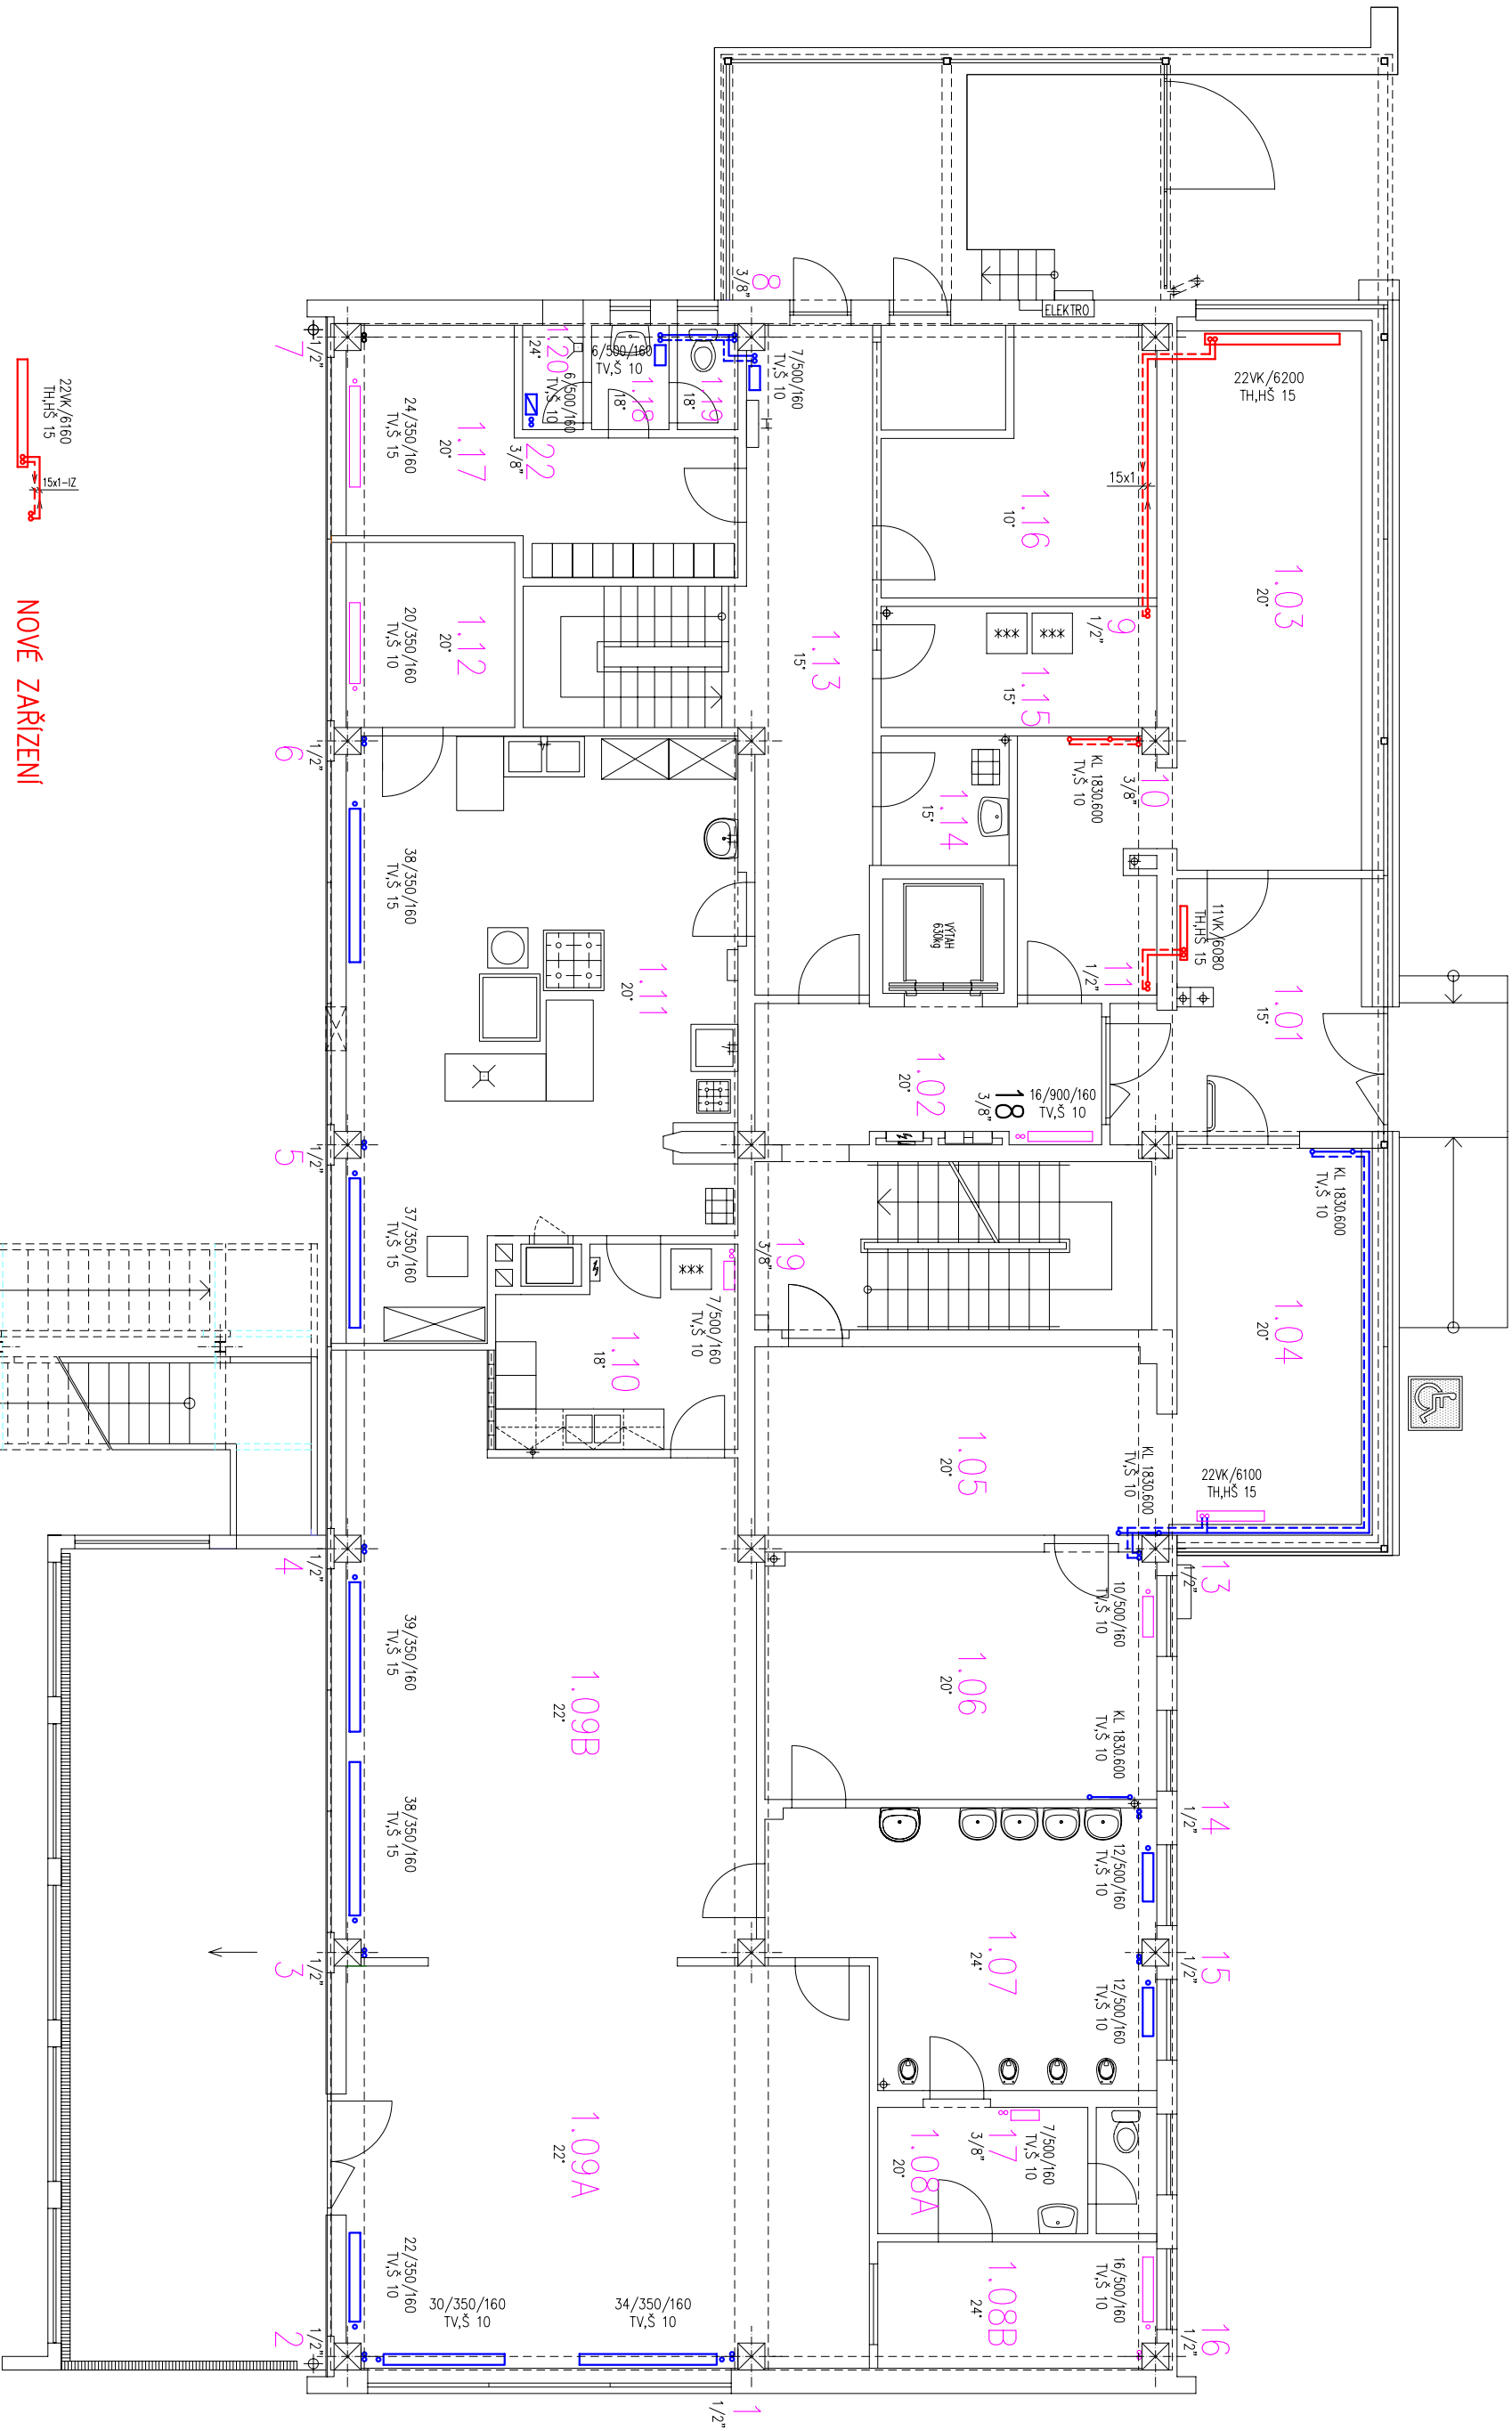 8
3/8"
ELEKTRO
7
1/2"
24/350/160
TV,Š 15
1.17
20°
1.20
24°
6/500/160
TV,Š 10
6/500/160
TV,Š 10
1.18
18°
1.19
18°
22
3/8"
7/500/160
TV,Š 10
1.16
10°
15x1
22VK/6200
TH,HŠ 15
1.03
20°
22VK/6160
TH,HŠ 15
15x1-IZ
NOVÉ ZAŘÍZENÍ
20/350/160
TV,Š 10
1.12
20°
1.13
15°
1.15
15°
***
***
9
1/2"
6
1/2"
KL 1830.600
TV,Š 10
10
3/8"
1.14
15°
VÝTAH
630kg
38/350/160
TV,Š 15
1.11
20°
11VK/6080
TH,HŠ 15
11
1/2"
1.01
15°
1.02
20°
18
3/8"
16/900/160
TV,Š 10
5
1/2"
37/350/160
TV,Š 15
19
3/8"
***
7/500/160
TV,Š 10
1.10
18°
KL 1830.600
TV,Š 10
1.04
20°
1.05
20°
KL 1830.600
TV,Š 10
22VK/6100
TH,HŠ 15
4
1/2"
13
1/2"
39/350/160
TV,Š 15
1.09B
22°
1.06
20°
10/500/160
TV,Š 10
KL 1830.600
TV,Š 10
38/350/160
TV,Š 15
14
1/2"
12/500/160
TV,Š 10
3
1/2"
1.07
24°
15
1/2"
12/500/160
TV,Š 10
1.09A
22°
17
3/8"
7/500/160
TV,Š 10
1.08A
20°
22/350/160
TV,Š 10
30/350/160
TV,Š 10
34/350/160
TV,Š 10
1.08B
24°
16/500/160
TV,Š 10
2
1/2"
16
1/2"
1
1/2"